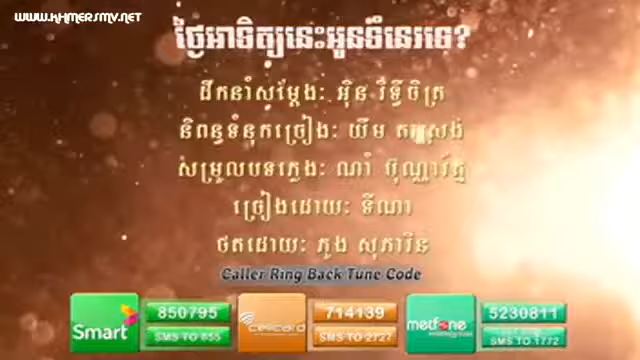 www.KHMERSMV.NET
ថ្ងៃអាទិត្យនេះអូនទំនេរទេ?
ដឹកនាំសម្តែង: អ៊ិន វិទ្ធីចិត្រ
និពន្ធទំនុកច្រៀង: យឹម
សម្រួលបទភ្លេង: ណាំ ប៊ុណ្ណារ័ត្ន
ច្រៀងដោយ: ទីណា
ថតដោយ: ភួង សុភារិន
Caller Ring Back Tune Code
Smart 850795 SMS TO 855
cellcard 714139 SMS TO 2727
metfone 5230811 SMS TO 1772